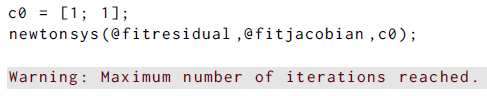 c0 = [1; 1];
newtonsys(@fitresidual,@fitjacobian,c0);
Warning: Maximum number of iterations reached.